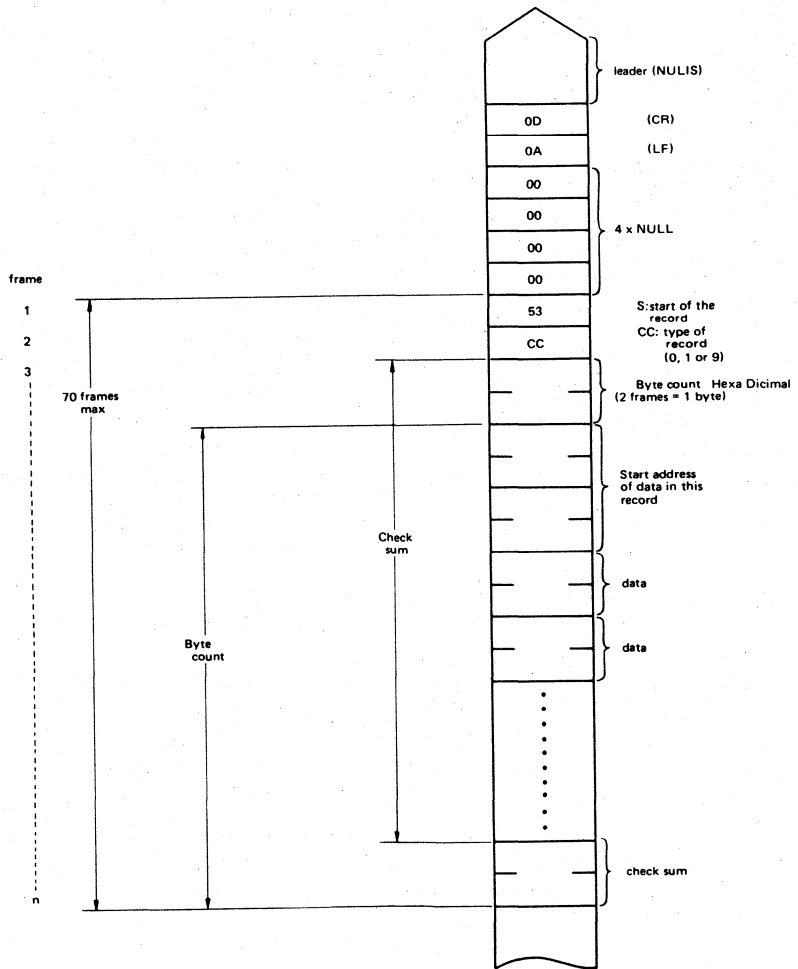 leader (NULIS)
0D (CR)
0A (LF)
00
00
4 x NULL
00
00
frame
1
53
S:start of the
record
2
CC
CC: type of
record
(0, 1 or 9)
3
70 frames
max
Byte count Hexa Dicimal
(2 frames = 1 byte)
Start address
of data in this
record
Check
sum
data
Byte
count
data
check sum
n